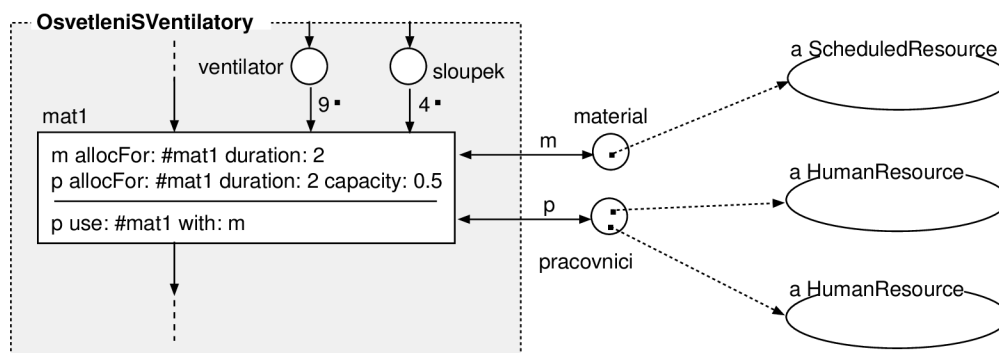 OsvetleniSVentilatory
ventilator
sloupek
9
4
mat1
m allocFor: #mat1 duration: 2
p allocFor: #mat1 duration: 2 capacity: 0.5
p use: #mat1 with: m
m
p
material
pracovnici
a ScheduledResource
a HumanResource
a HumanResource